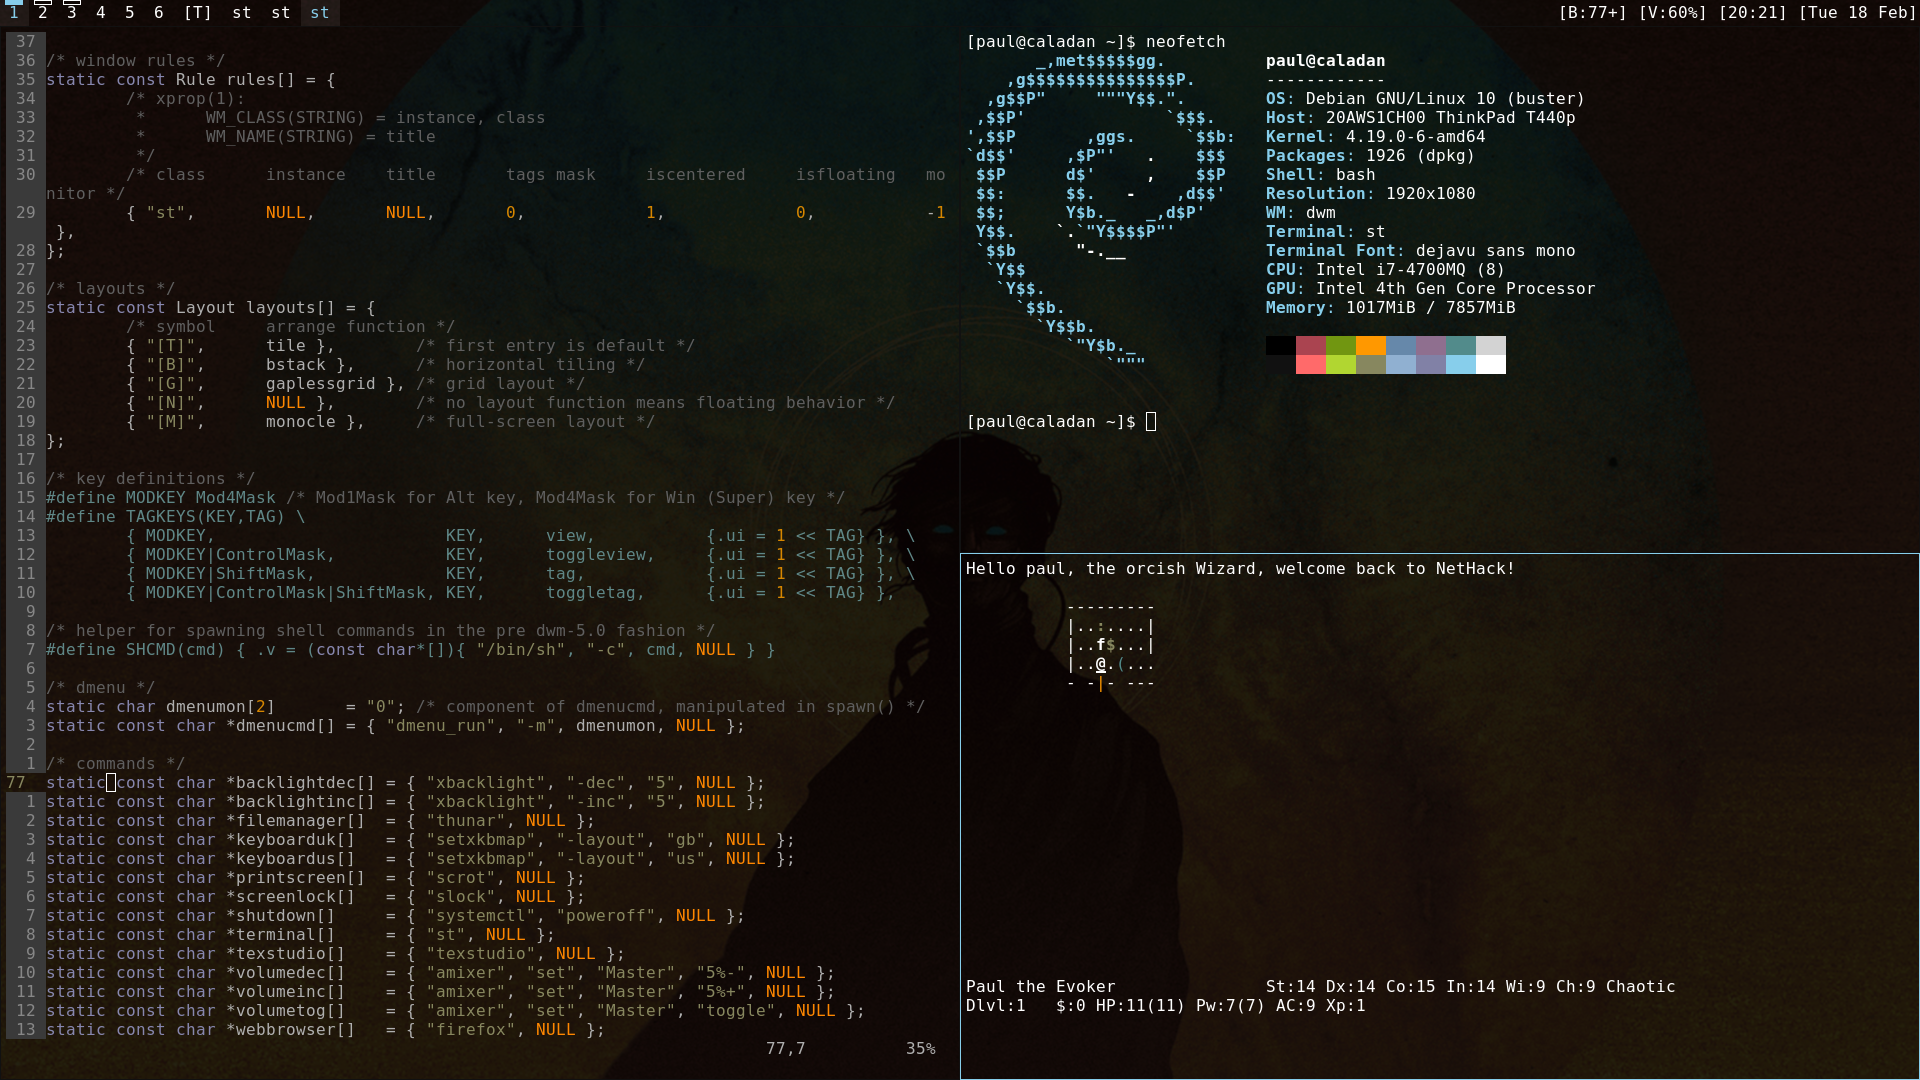 1 2 3 4 5 6 [T] st st st [B:77+] [V:60%] [20:21] [Tue 18 Feb]
37
36 /* window rules */
35 static const Rule rules[] = {
34         /* xprop(1):
33          *      WM_CLASS(STRING) = instance, class
32          *      WM_NAME(STRING) = title
31          */
30         /* class      instance    title       tags mask     iscentered     isfloating   mo
nitor */
29         { "st",       NULL,       NULL,       0,             1,             0,           -1
 },
28 };
27
26 /* layouts */
25 static const Layout layouts[] = {
24         /* symbol     arrange function */
23         { "[T]",      tile },        /* first entry is default */
22         { "[B]",      bstack },      /* horizontal tiling */
21         { "[G]",      gaplessgrid }, /* grid layout */
20         { "[N]",      NULL },        /* no layout function means floating behavior */
19         { "[M]",      monocle },     /* full-screen layout */
18 };
17
16 /* key definitions */
15 #define MODKEY Mod4Mask /* Mod1Mask for Alt key, Mod4Mask for Win (Super) key */
14 #define TAGKEYS(KEY,TAG) \
13         { MODKEY,                       KEY,      view,           {.ui = 1 << TAG} }, \
12         { MODKEY|ControlMask,           KEY,      toggleview,     {.ui = 1 << TAG} }, \
11         { MODKEY|ShiftMask,             KEY,      tag,            {.ui = 1 << TAG} }, \
10         { MODKEY|ControlMask|ShiftMask, KEY,      toggletag,      {.ui = 1 << TAG} },
9
8 /* helper for spawning shell commands in the pre dwm-5.0 fashion */
7 #define SHCMD(cmd) { .v = (const char*[]){ "/bin/sh", "-c", cmd, NULL } }
6
5 /* dmenu */
4 static char dmenumon[2]       = "0"; /* component of dmenucmd, manipulated in spawn() */
3 static const char *dmenucmd[] = { "dmenu_run", "-m", dmenumon, NULL };
2
1 /* commands */
77 static const char *backlightdec[] = { "xbacklight", "-dec", "5", NULL };
1 static const char *backlightinc[] = { "xbacklight", "-inc", "5", NULL };
2 static const char *filemanager[]  = { "thunar", NULL };
3 static const char *keyboarduk[]   = { "setxkbmap", "-layout", "gb", NULL };
4 static const char *keyboardus[]   = { "setxkbmap", "-layout", "us", NULL };
5 static const char *printscreen[]  = { "scrot", NULL };
6 static const char *screenlock[]   = { "slock", NULL };
7 static const char *shutdown[]     = { "systemctl", "poweroff", NULL };
8 static const char *terminal[]     = { "st", NULL };
9 static const char *texstudio[]    = { "texstudio", NULL };
10 static const char *volumedec[]    = { "amixer", "set", "Master", "5%-", NULL };
11 static const char *volumeinc[]    = { "amixer", "set", "Master", "5%+", NULL };
12 static const char *volumetog[]    = { "amixer", "set", "Master", "toggle", NULL };
13 static const char *webbrowser[]   = { "firefox", NULL };
77,7          35%
[paul@caladan ~]$ neofetch
       _,met$$$$$gg.
    ,g$$$$$$$$$$$$$$$P.
  ,g$$P"     """Y$$.".
 ,$$P'              `$$$.
',$$P       ,ggs.     `$$b:
`d$$'     ,$P"'   .    $$$
 $$P      d$'     ,    $$P
 $$:      $$.   -    ,d$$'
 $$;      Y$b._   _,d$P'
 Y$$.    `.`"Y$$$$P"'
 `$$b      "-.__
  `Y$$
   `Y$$.
     `$$b.
       `Y$$b.
          `"Y$b._
              `"""
paul@caladan
------------
OS: Debian GNU/Linux 10 (buster)
Host: 20AWS1CH00 ThinkPad T440p
Kernel: 4.19.0-6-amd64
Packages: 1926 (dpkg)
Shell: bash
Resolution: 1920x1080
WM: dwm
Terminal: st
Terminal Font: dejavu sans mono
CPU: Intel i7-4700MQ (8)
GPU: Intel 4th Gen Core Processor
Memory: 1017MiB / 7857MiB
[paul@caladan ~]$
Hello paul, the orcish Wizard, welcome back to NetHack!
---------
|..:....|
|..f$...|
|..@.(...
- -|- ---
Paul the Evoker               St:14 Dx:14 Co:15 In:14 Wi:9 Ch:9 Chaotic
Dlvl:1   $:0 HP:11(11) Pw:7(7) AC:9 Xp:1